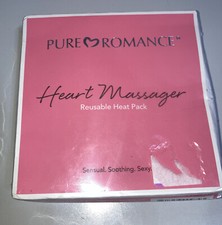 PURE ROMANCE
Heart Massager
Reusable Heat Pack
Sensual. Soothing. Sexy.